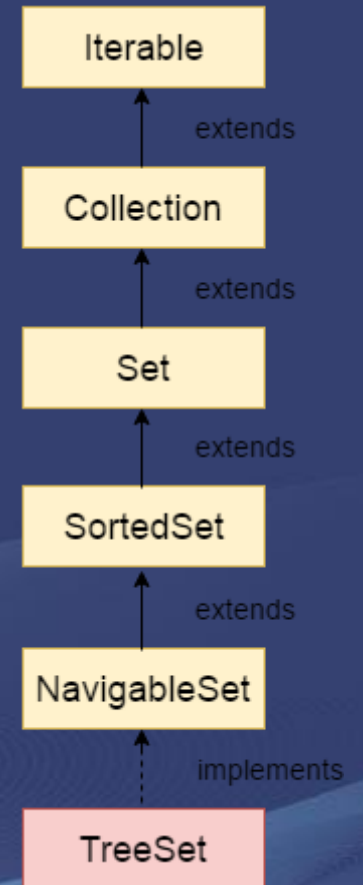 Iterable
extends
Collection
extends
Set
extends
SortedSet
extends
NavigableSet
implements
TreeSet